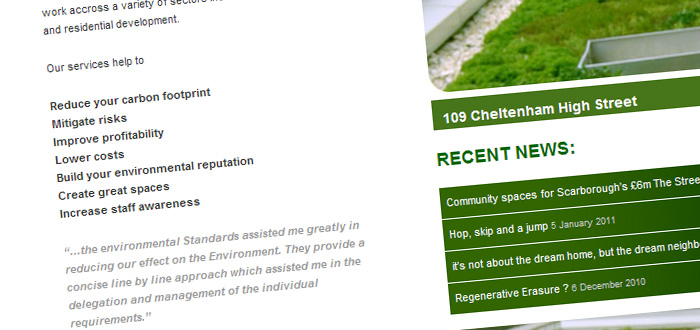 work accross a variety of sectors
and residential development.
Our services help to
Reduce your carbon footprint
Mitigate risks
Improve profitability
Lower costs
Build your environmental reputation
Create great spaces
Increase staff awareness
“...the environmental Standards assisted me greatly in
reducing our effect on the Environment. They provide a
concise line by line approach which assisted me in the
delegation and management of the individual
requirements.”
109 Cheltenham High Street
RECENT NEWS:
Community spaces for Scarborough's £6m The Stree
Hop, skip and a jump 5 January 2011
it's not about the dream home, but the dream neighb
Regenerative Erasure ? 6 December 2010